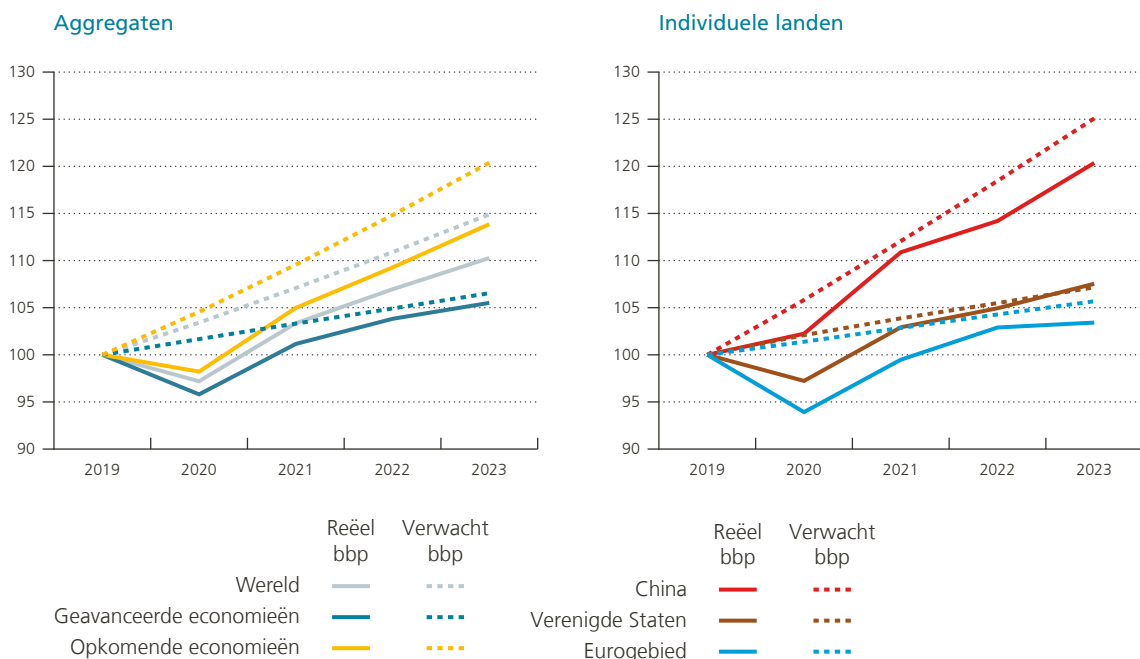 Aggregaten
130
125
120
115
110
105
100
95
90
2019 2020 2021 2022 2023
Reëel Verwacht
bbp bbp
Wereld
Geavanceerde economieën
Opkomende economieën
Individuele landen
130
125
120
115
110
105
100
95
90
2019 2020 2021 2022 2023
Reëel Verwacht
bbp bbp
China
Verenigde Staten
Eurogebied